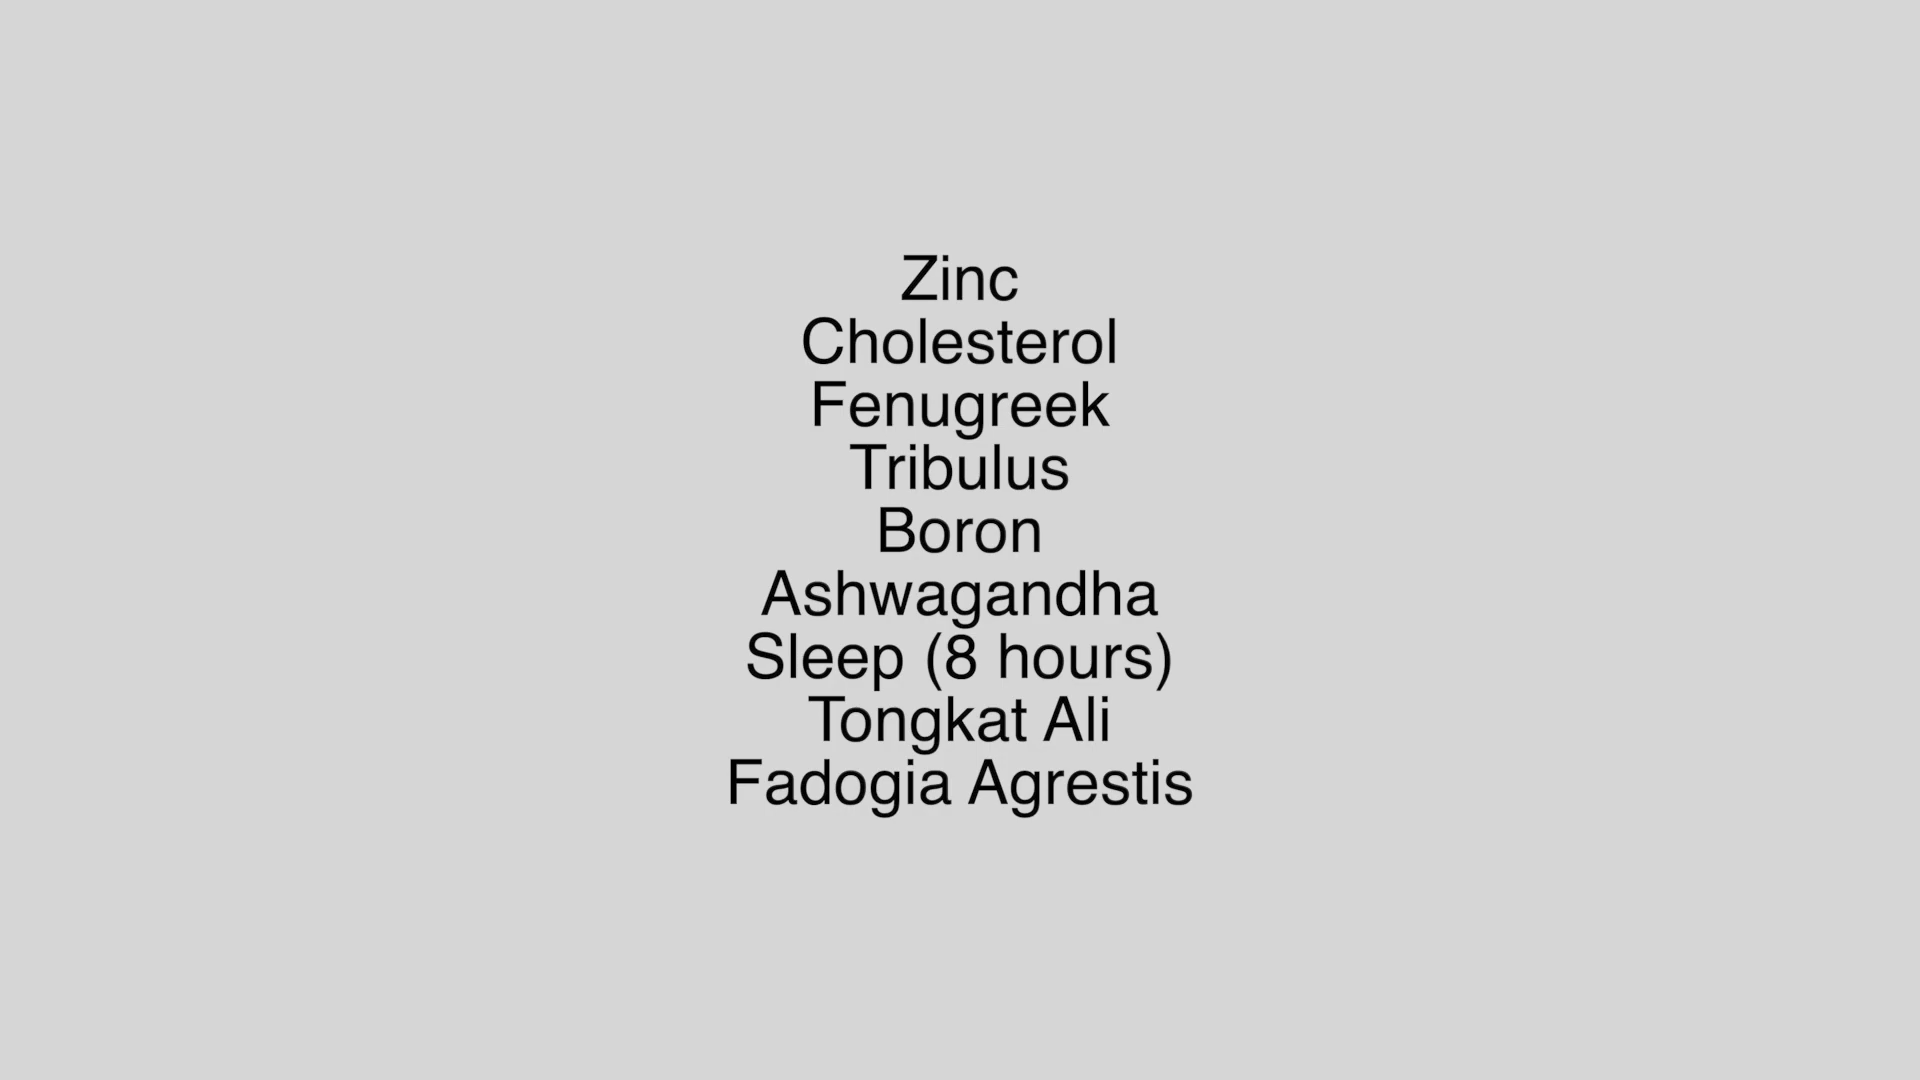 Zinc
Cholesterol
Fenugreek
Tribulus
Boron
Ashwagandha
Sleep (8 hours)
Tongkat Ali
Fadogia Agrestis